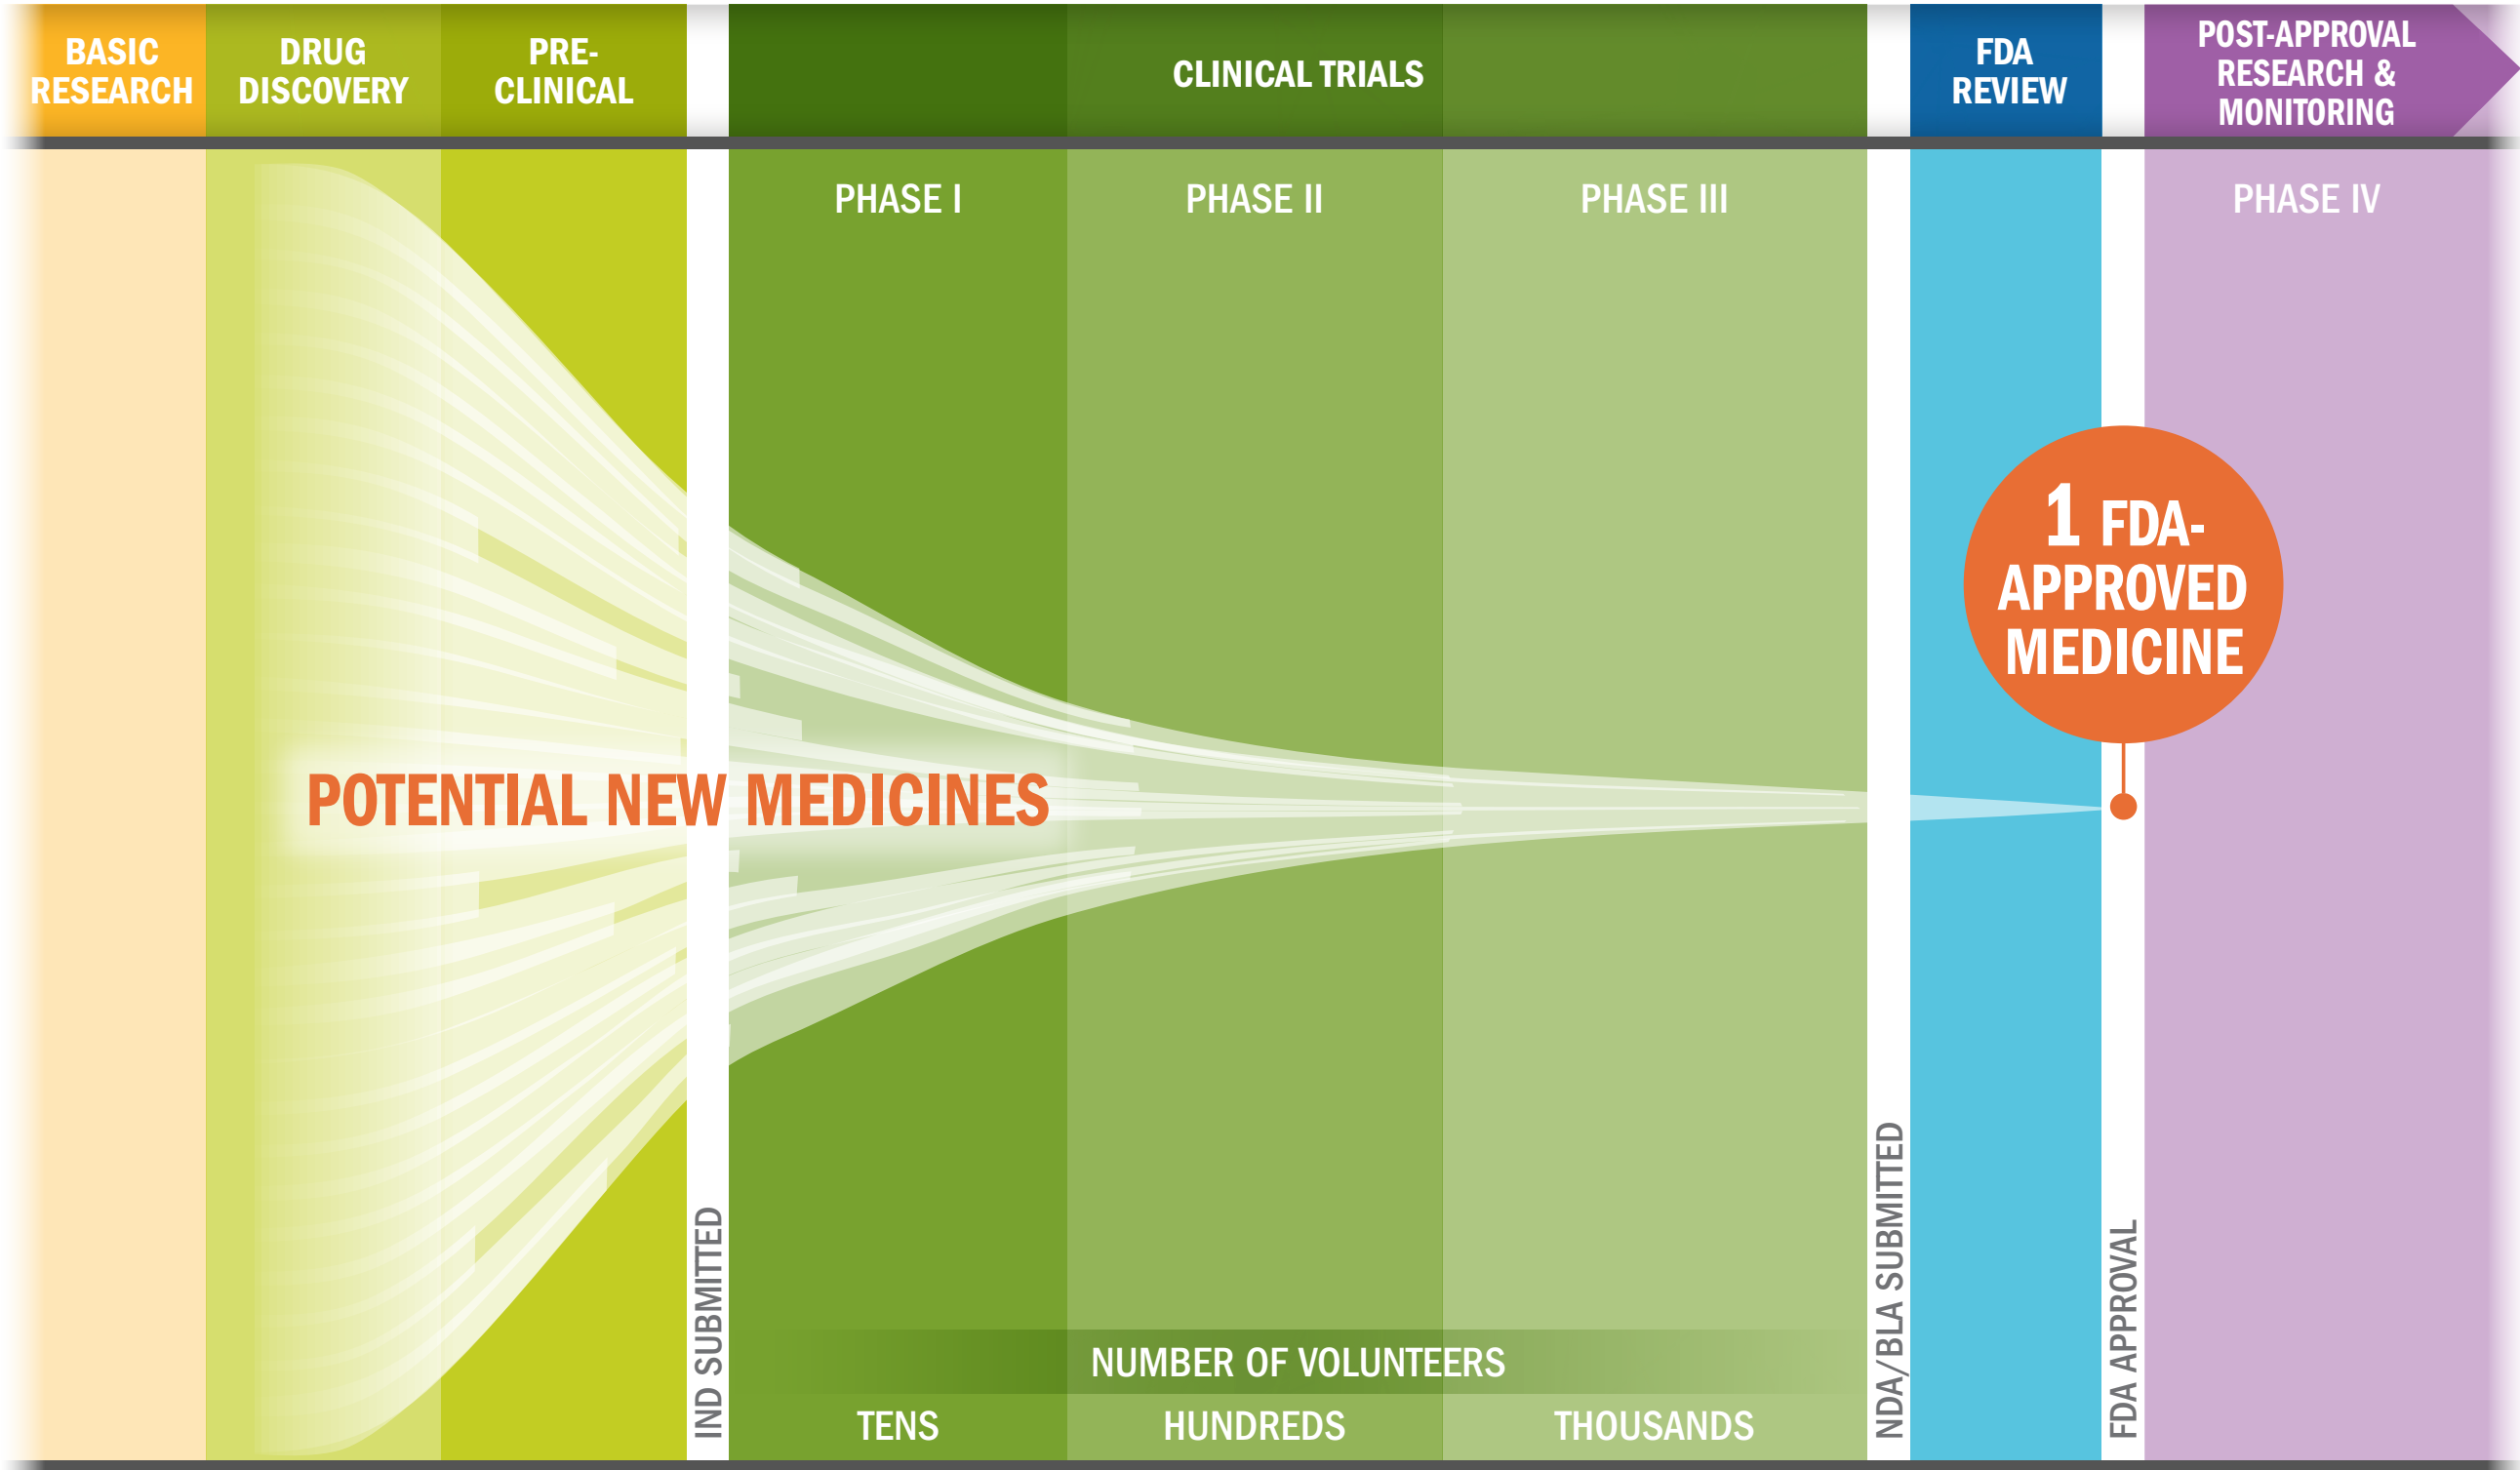 BASIC
RESEARCH
DRUG
DISCOVERY
PRE-
CLINICAL
CLINICAL TRIALS
FDA
REVIEW
POST-APPROVAL
RESEARCH &
MONITORING
PHASE I
PHASE II
PHASE III
PHASE IV
1 FDA-
APPROVED
MEDICINE
POTENTIAL NEW MEDICINES
IND SUBMITTED
NDA/BLA SUBMITTED
FDA APPROVAL
NUMBER OF VOLUNTEERS
TENS
HUNDREDS
THOUSANDS